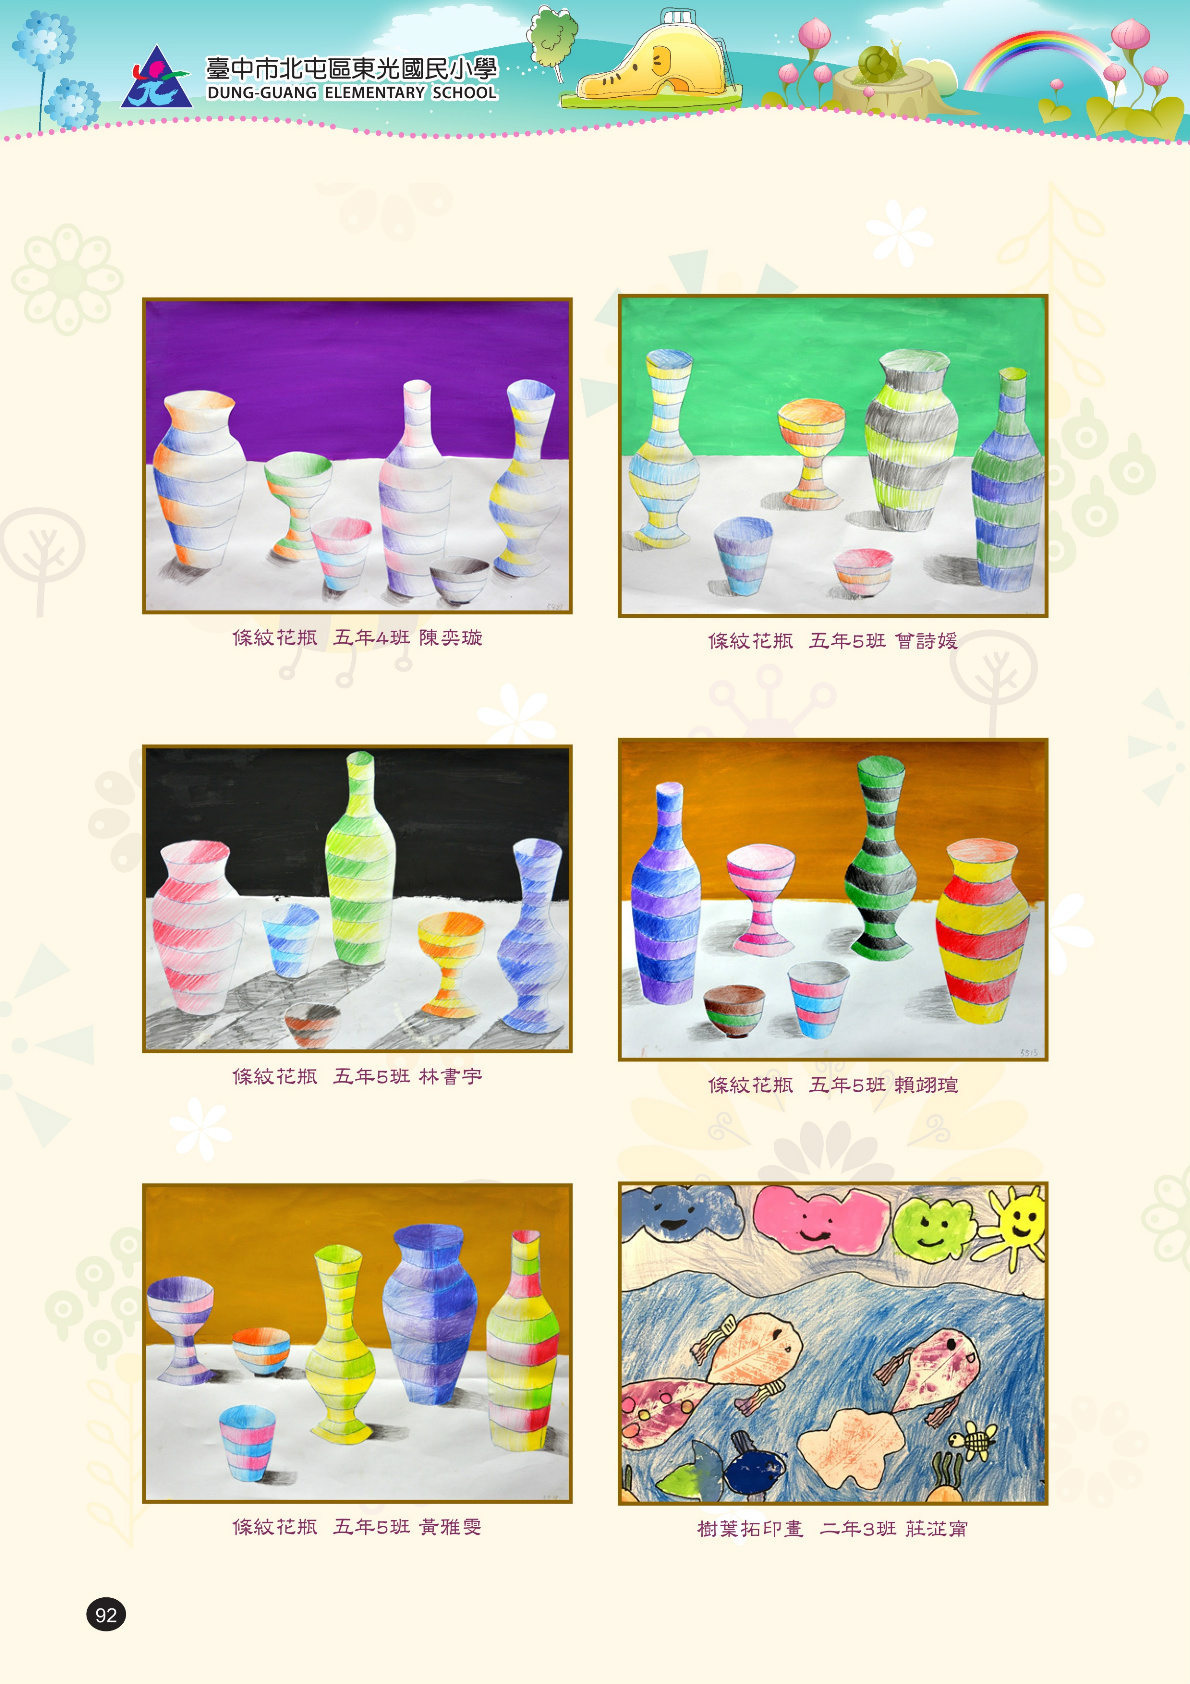 臺中市北屯區東光國民小學
DUNG-GUANG ELEMENTARY SCHOOL
條紋花瓶 五年4班 陳奕璇
條紋花瓶 五年5班 曾詩媛
條紋花瓶 五年5班 林書宇
條紋花瓶 五年5班 賴翊瑄
條紋花瓶 五年5班 黃雅雯
樹葉拓印畫 二年3班 莊淽甯
92